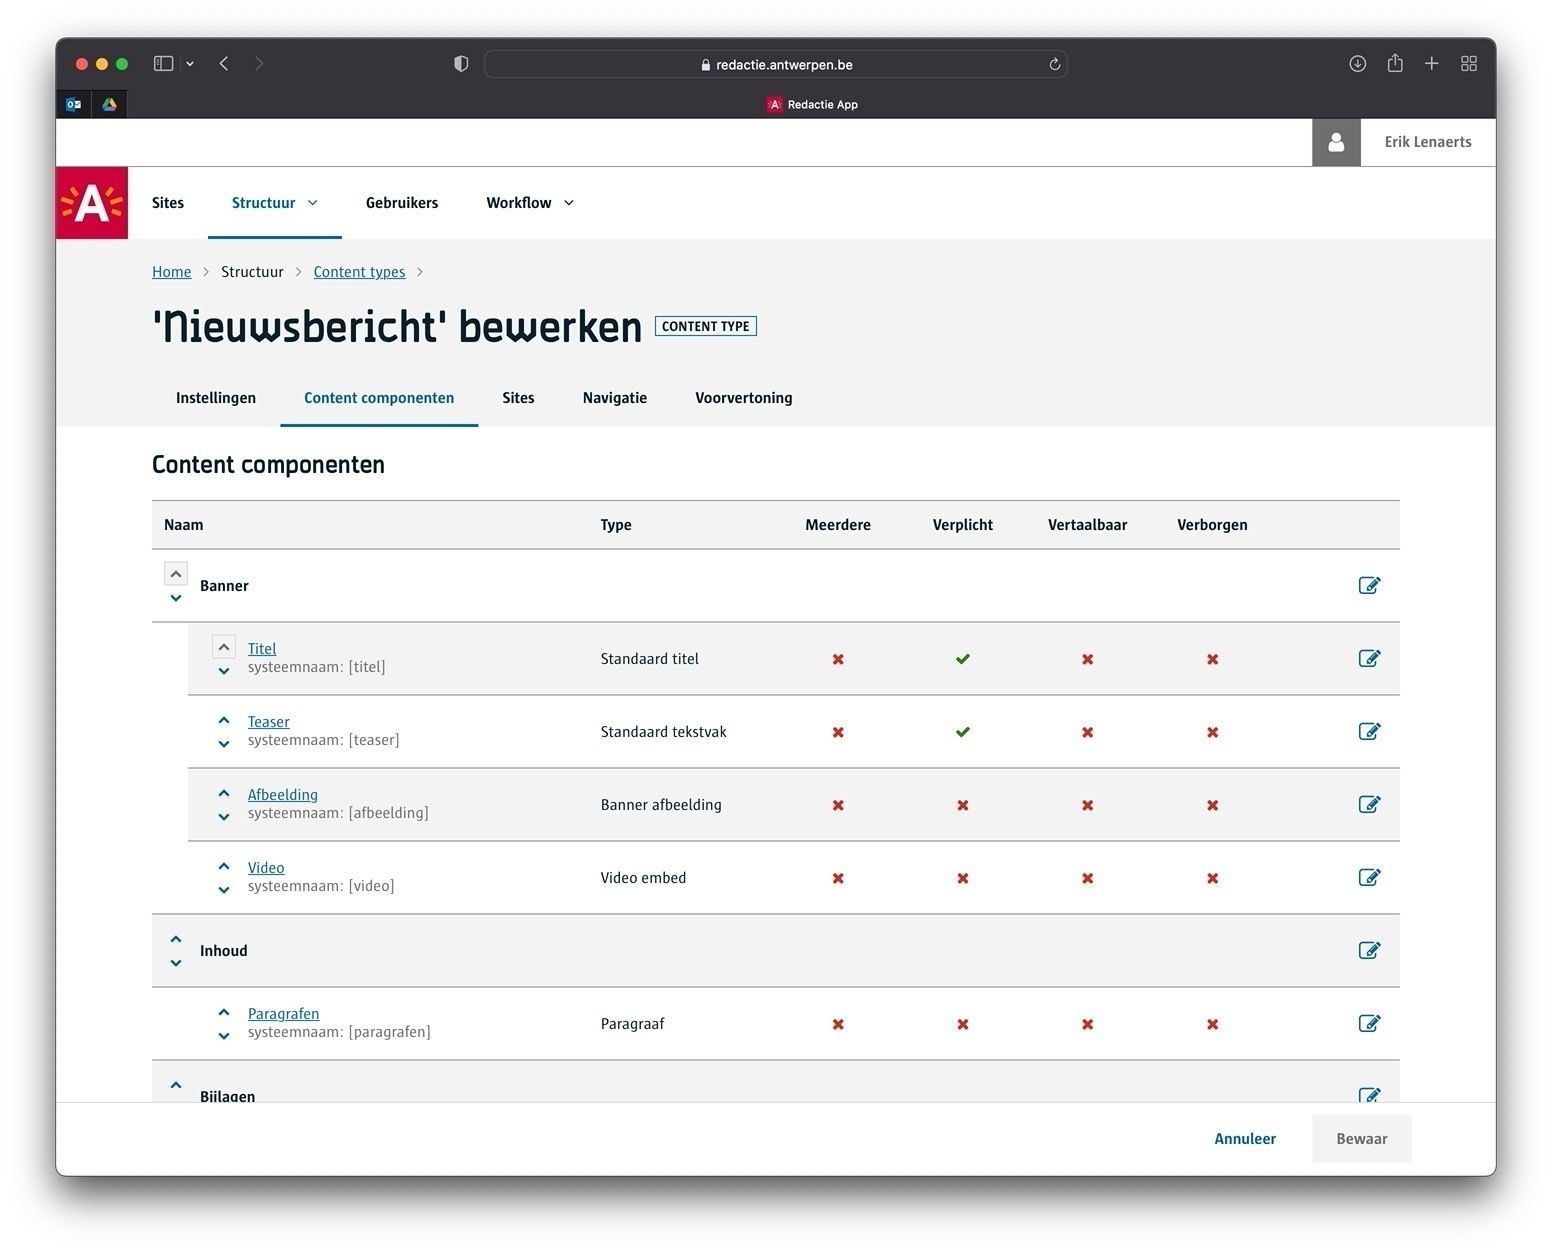 redactie.antwerpen.be
Redactie App
Erik Lenaerts
A
Sites Structuur Gebruikers Workflow
Home > Structuur > Content types >
'Nieuwsbericht' bewerken CONTENT TYPE
Instellingen Content componenten Sites Navigatie Voorvertoning
Content componenten
Naam Type Meerdere Verplicht Vertaalbaar Verborgen
Banner
Titel
systeemnaam: [titel]
Standaard titel
Teaser
systeemnaam: [teaser]
Standaard tekstvak
Afbeelding
systeemnaam: [afbeelding]
Banner afbeelding
Video
systeemnaam: [video]
Video embed
Inhoud
Paragrafen
systeemnaam: [paragrafen]
Paragraaf
Bijlagen
Annuleer Bewaar